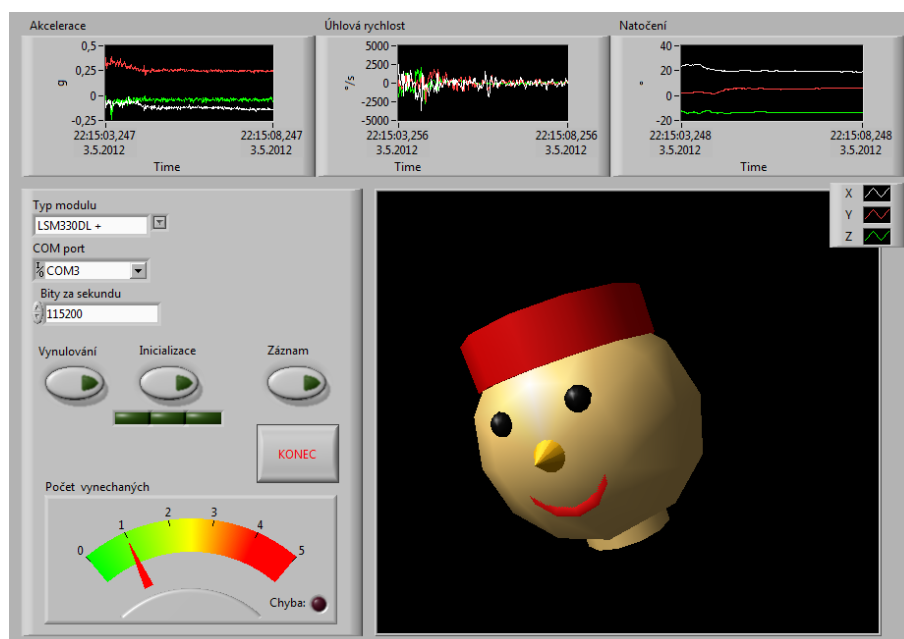 Akcelerace
0,5
0,25
0
-0,25
g
22:15:03,247
3.5.2012
22:15:08,247
3.5.2012
Time
Úhlová rychlost
5000
2500
0
-2500
-5000
°/s
22:15:03,256
3.5.2012
22:15:08,256
3.5.2012
Time
Natočení
40
20
0
-20
°
22:15:03,248
3.5.2012
22:15:08,248
3.5.2012
Time
X
Y
Z
Typ modulu
LSM330DL +
COM port
I/0 COM3
Bity za sekundu
115200
Vynulování
Inicializace
Záznam
KONEC
Počet vynechaných
0
1
2
3
4
5
Chyba: